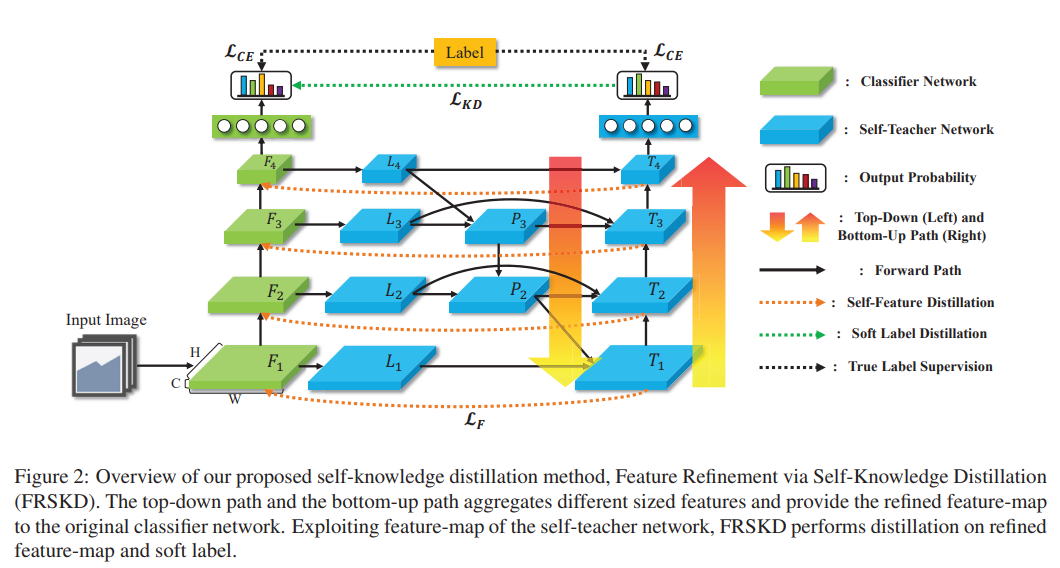 ℒ_CE
Label
ℒ_CE
ℒ_KD
F₄
L₄
T₄
F₃
L₃
P₃
T₃
F₂
L₂
P₂
T₂
Input Image
H
F₁
L₁
T₁
C
W
ℒ_F
: Classifier Network
: Self-Teacher Network
: Output Probability
: Top-Down (Left) and
Bottom-Up Path (Right)
: Forward Path
: Self-Feature Distillation
: Soft Label Distillation
: True Label Supervision
Figure 2: Overview of our proposed self-knowledge distillation method, Feature Refinement via Self-Knowledge Distillation
(FRSKD). The top-down path and the bottom-up path aggregates different sized features and provide the refined feature-map
to the original classifier network. Exploiting feature-map of the self-teacher network, FRSKD performs distillation on refined
feature-map and soft label.